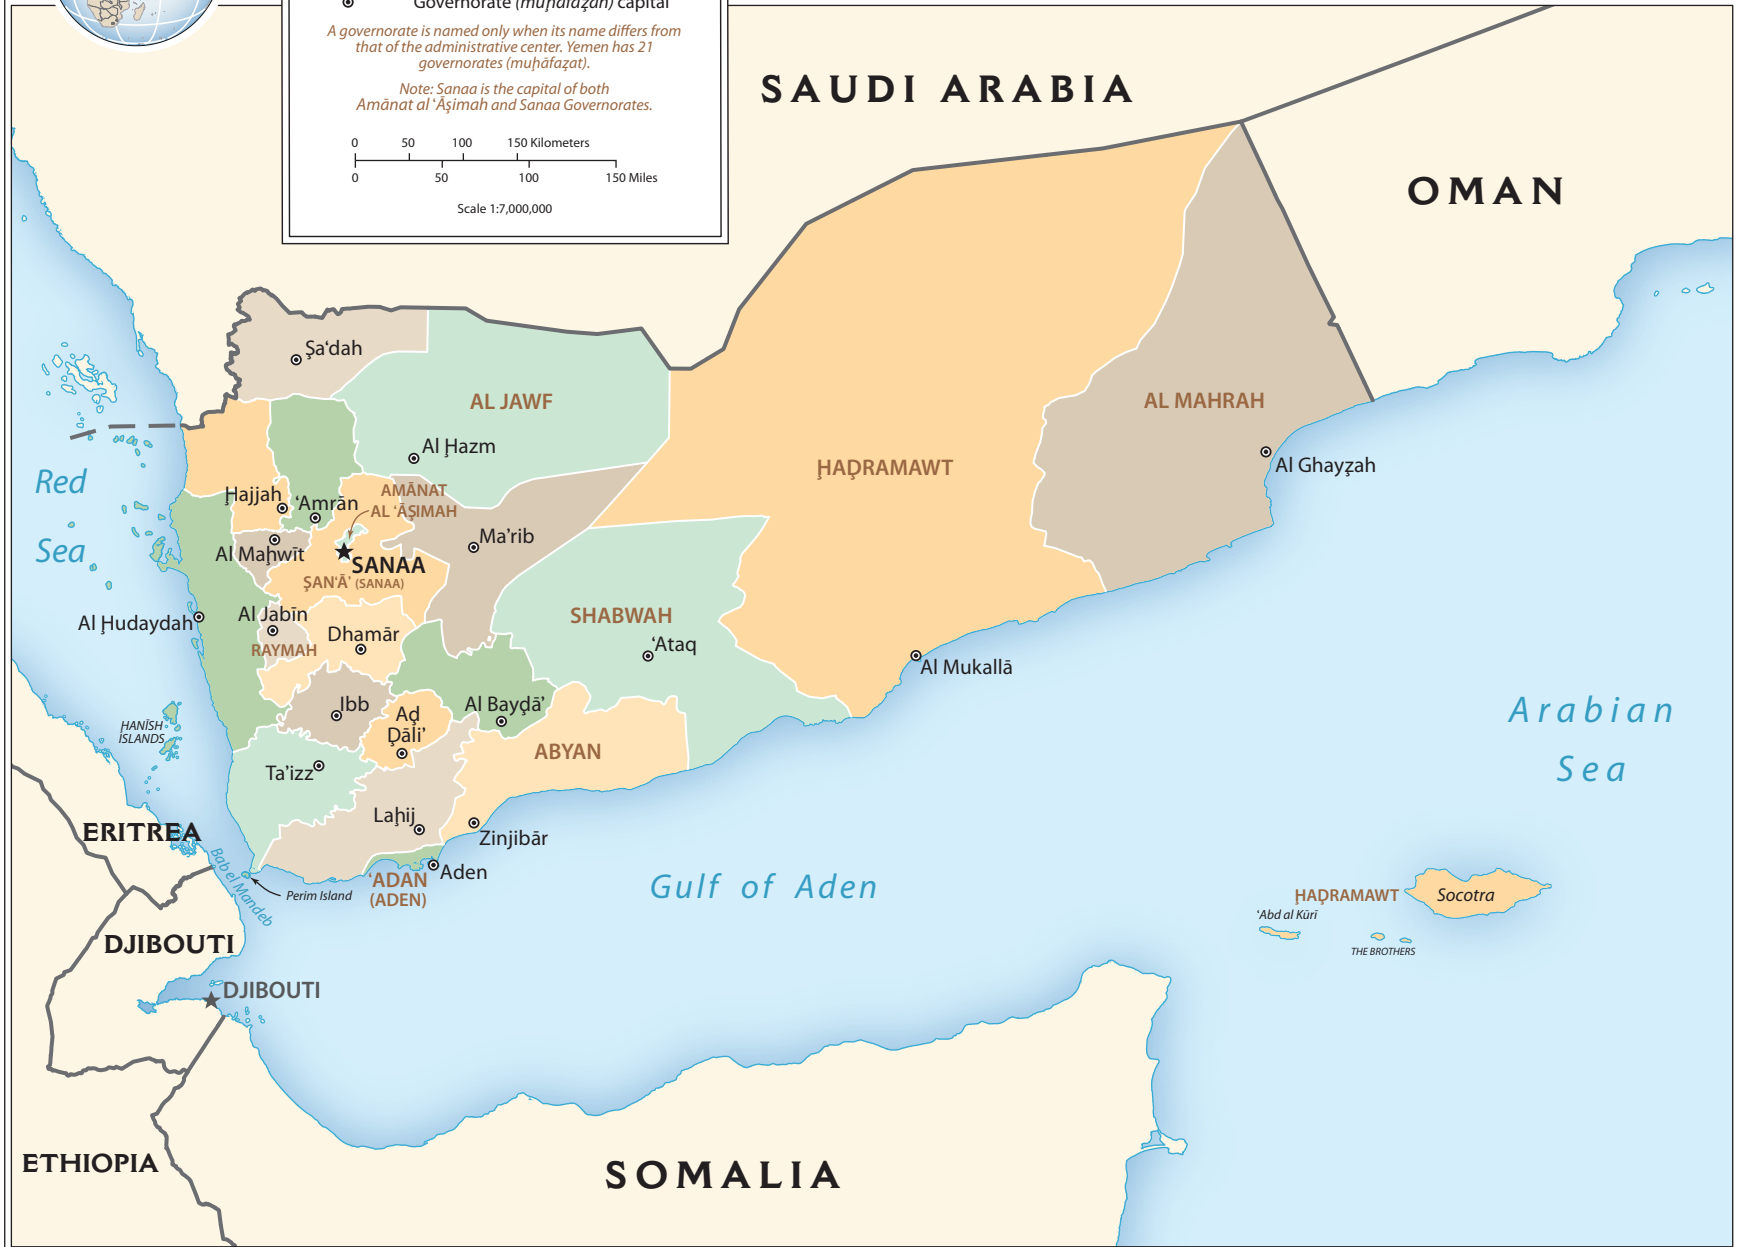 Governorate (muḩāfaz̧ah) capital
A governorate is named only when its name differs from
that of the administrative center. Yemen has 21
governorates (muḩāfaz̧at).
Note: Sanaa is the capital of both
Amānat al ‘Āşimah and Sanaa Governorates.
0 50 100 150 Kilometers
0 50 100 150 Miles
Scale 1:7,000,000
SAUDI ARABIA
OMAN
Şa‘dah
AL JAWF
AL MAHRAH
Al Ḩazm
Al Ghayz̧ah
ḨAḐRAMAWT
Red
Sea
Ḩajjah
‘Amrān
AMĀNAT
AL ‘ĀŞIMAH
Ma’rib
Al Maḩwīt
SANAA
ŞAN‘Ā’ (SANAA)
Al Ḩudaydah
Al Jabīn
RAYMAH
Dhamār
SHABWAH
‘Ataq
Al Mukallā
Ibb
Aḑ
Ḑāli’
Al Bayḑā’
ḨANĪSH
ISLANDS
ABYAN
Ta’izz
Arabian
Sea
Laḩij
Zinjibār
ERITREA
Bab el Mandeb
Perim Island
‘ADAN
(ADEN)
Aden
Gulf of Aden
ḨAḐRAMAWT
Socotra
‘Abd al Kūrī
THE BROTHERS
DJIBOUTI
DJIBOUTI
ETHIOPIA
SOMALIA